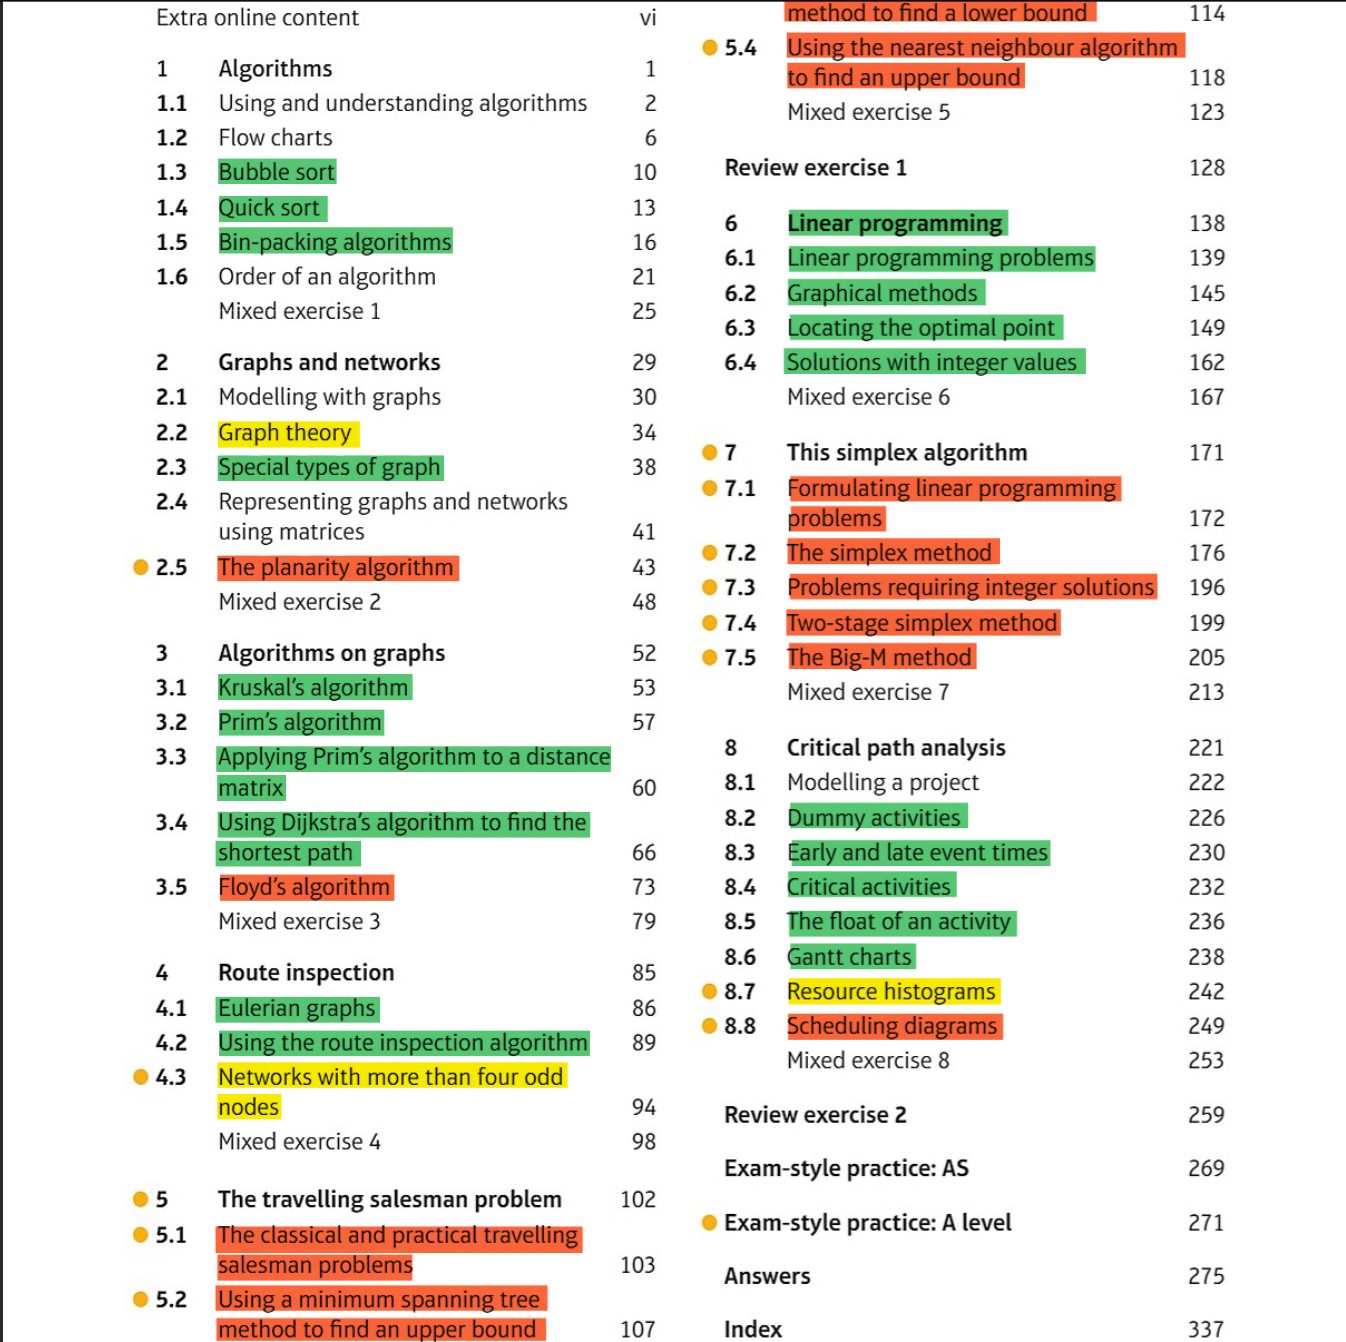 Extra online content vi
1 Algorithms 1
1.1 Using and understanding algorithms 2
1.2 Flow charts 6
1.3 Bubble sort 10
1.4 Quick sort 13
1.5 Bin-packing algorithms 16
1.6 Order of an algorithm 21
Mixed exercise 1 25
2 Graphs and networks 29
2.1 Modelling with graphs 30
2.2 Graph theory 34
2.3 Special types of graph 38
2.4 Representing graphs and networks
using matrices 41
2.5 The planarity algorithm 43
Mixed exercise 2 48
3 Algorithms on graphs 52
3.1 Kruskal's algorithm 53
3.2 Prim's algorithm 57
3.3 Applying Prim's algorithm to a distance
matrix 60
3.4 Using Dijkstra's algorithm to find the
shortest path 66
3.5 Floyd's algorithm 73
Mixed exercise 3 79
4 Route inspection 85
4.1 Eulerian graphs 86
4.2 Using the route inspection algorithm 89
4.3 Networks with more than four odd
nodes 94
Mixed exercise 4 98
5 The travelling salesman problem 102
5.1 The classical and practical travelling
salesman problems 103
5.2 Using a minimum spanning tree
method to find an upper bound 107
method to find a lower bound 114
5.4 Using the nearest neighbour algorithm
to find an upper bound 118
Mixed exercise 5 123
Review exercise 1 128
6 Linear programming 138
6.1 Linear programming problems 139
6.2 Graphical methods 145
6.3 Locating the optimal point 149
6.4 Solutions with integer values 162
Mixed exercise 6 167
7 This simplex algorithm 171
7.1 Formulating linear programming
problems 172
7.2 The simplex method 176
7.3 Problems requiring integer solutions 196
7.4 Two-stage simplex method 199
7.5 The Big-M method 205
Mixed exercise 7 213
8 Critical path analysis 221
8.1 Modelling a project 222
8.2 Dummy activities 226
8.3 Early and late event times 230
8.4 Critical activities 232
8.5 The float of an activity 236
8.6 Gantt charts 238
8.7 Resource histograms 242
8.8 Scheduling diagrams 249
Mixed exercise 8 253
Review exercise 2 259
Exam-style practice: AS 269
Exam-style practice: A level 271
Answers 275
Index 337